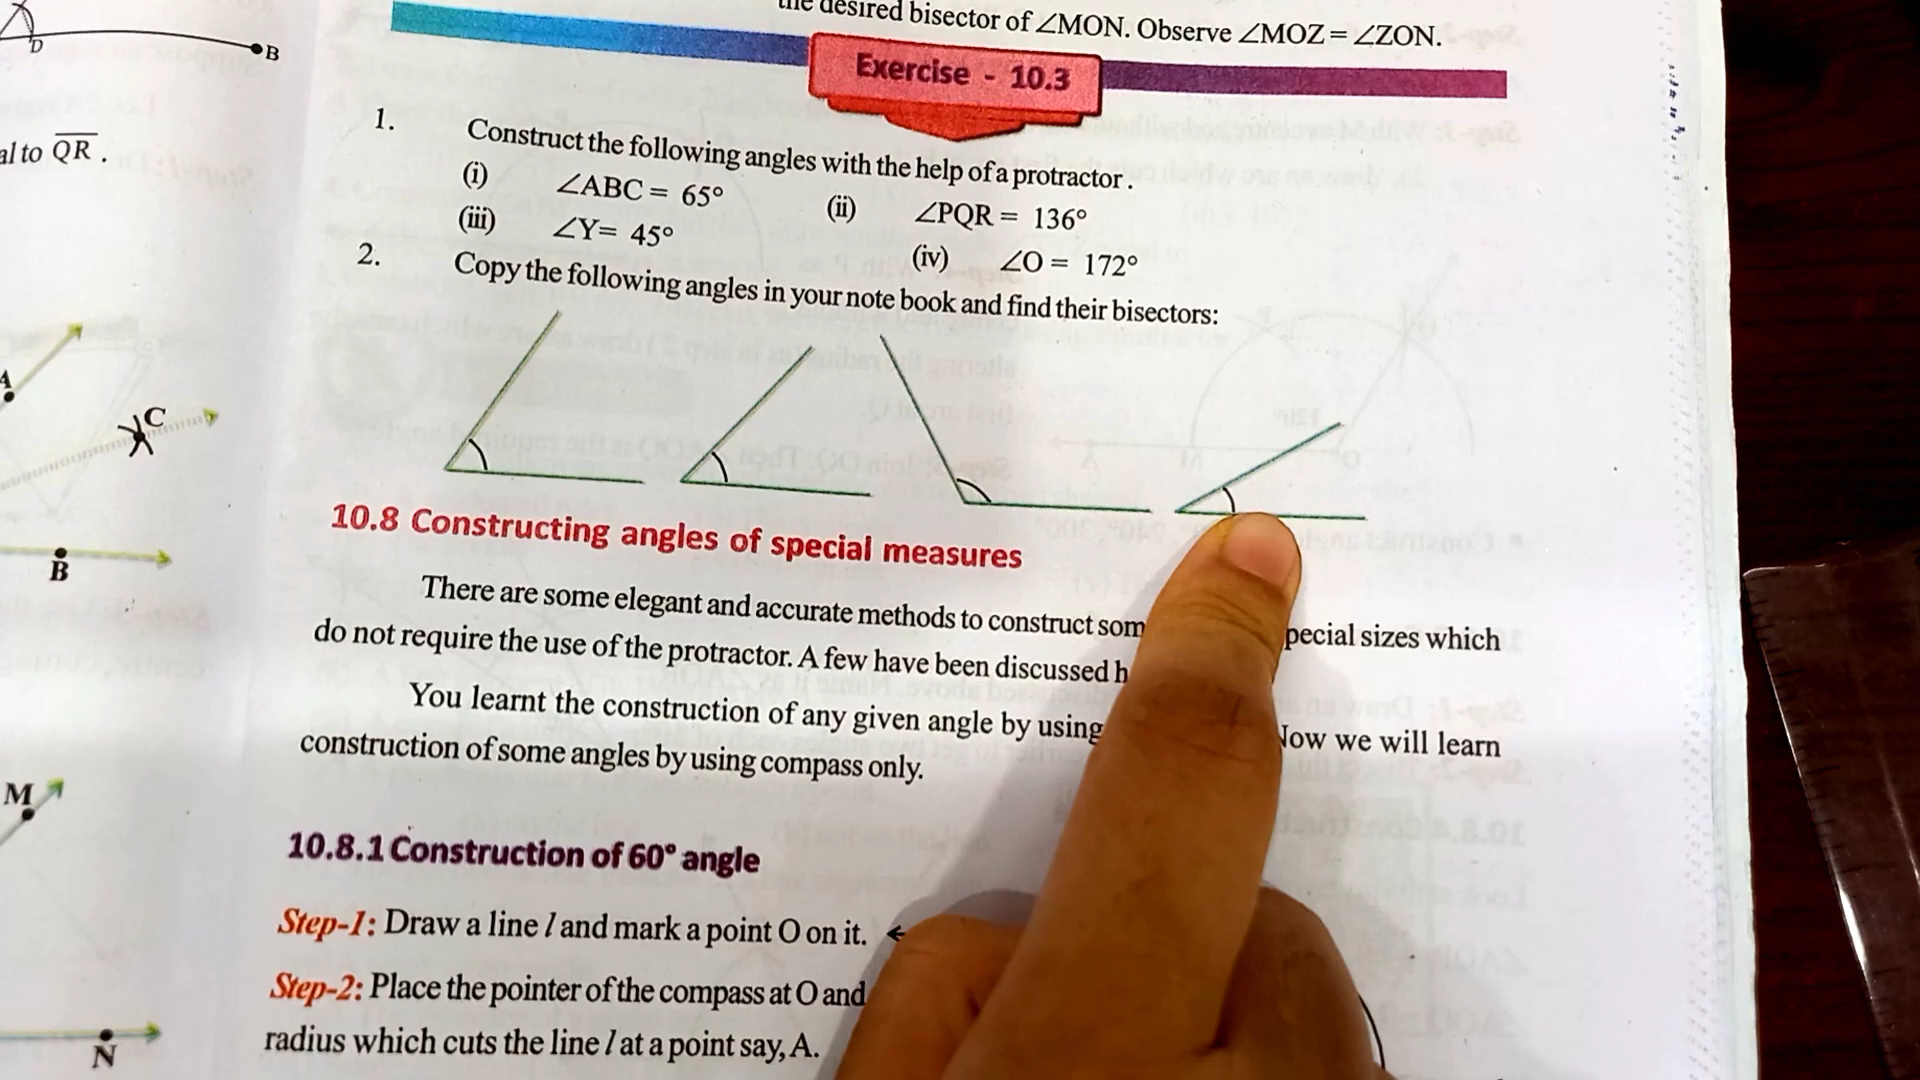 D
B
al to QR .
A
C
B
M
N
the desired bisector of ∠MON. Observe ∠MOZ = ∠ZON.
Exercise - 10.3
1. Construct the following angles with the help of a protractor .
(i) ∠ABC = 65° (ii) ∠PQR = 136°
(iii) ∠Y= 45° (iv) ∠O = 172°
2. Copy the following angles in your note book and find their bisectors:
10.8 Constructing angles of special measures
There are some elegant and accurate methods to construct som pecial sizes which
do not require the use of the protractor. A few have been discussed h
You learnt the construction of any given angle by using Now we will learn
construction of some angles by using compass only.
10.8.1 Construction of 60° angle
Step-1: Draw a line l and mark a point O on it.
Step-2: Place the pointer of the compass at O and
radius which cuts the line l at a point say, A.